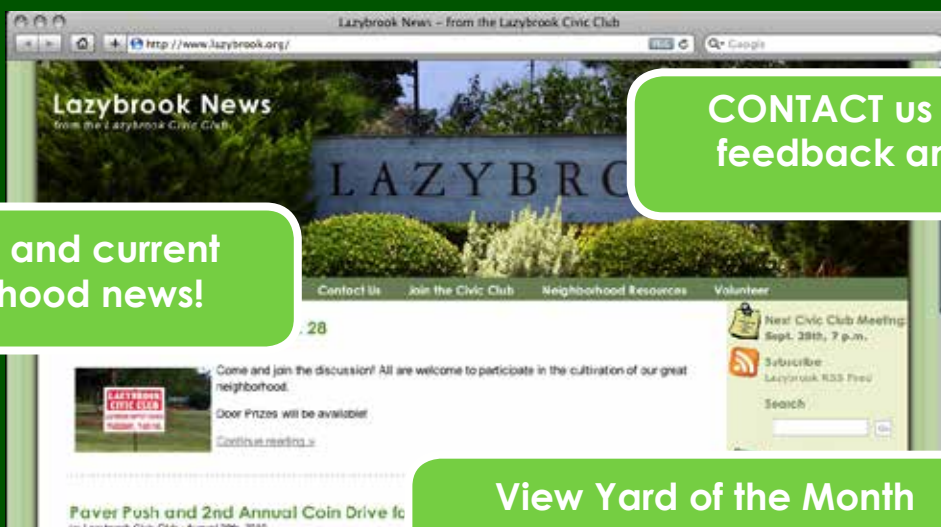 Lazybrook News – from the Lazybrook Civic Club
http://www.lazybrook.org/
Google
Lazybrook News
from the Lazybrook Civic Club
LAZYBRO
CONTACT us
feedback an
and current
hood news!
Contact Us Join the Civic Club Neighborhood Resources Volunteer
. 28
Next Civic Club Meeting:
Sept. 28th, 7 p.m.
Come and join the discussion! All are welcome to participate in the cultivation of our great
neighborhood.
Door Prizes will be available!
Continue reading »
LAZYBROOK
CIVIC CLUB
Subscribe
Lazybrook RSS Feed
Search
Go
View Yard of the Month
Paver Push and 2nd Annual Coin Drive fo